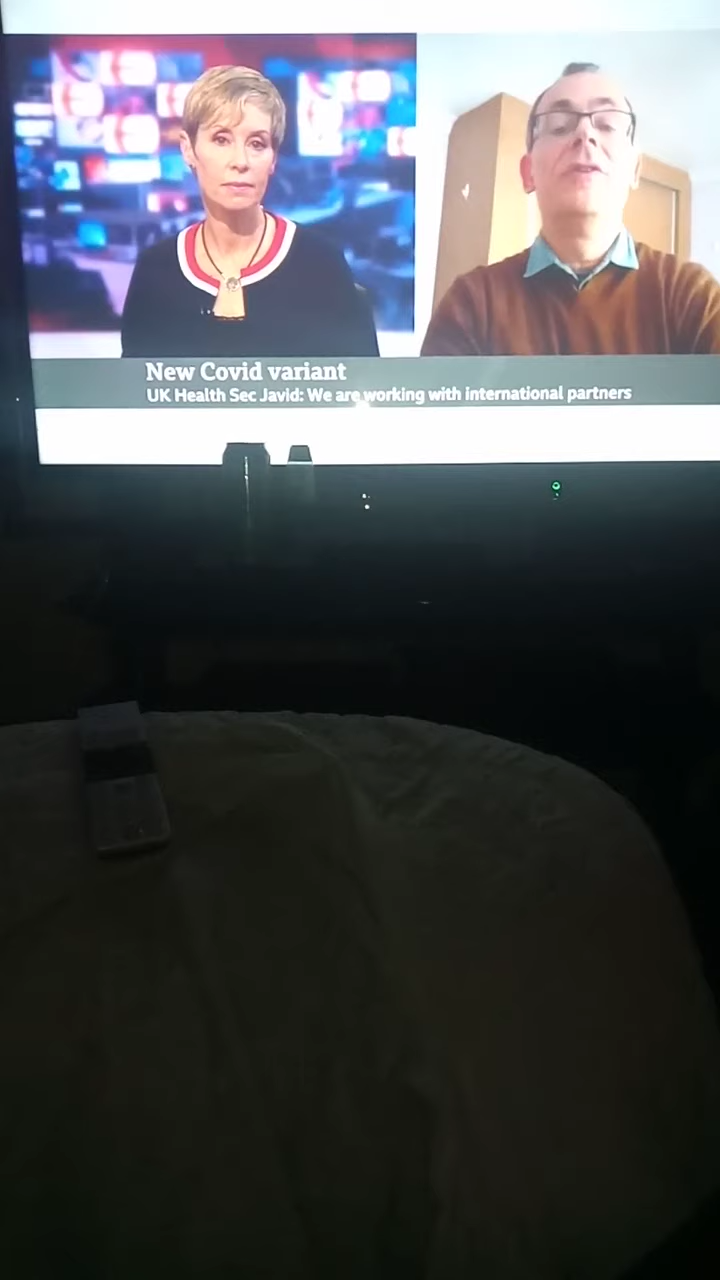 New Covid variant
UK Health Sec Javid: We are working with international partners